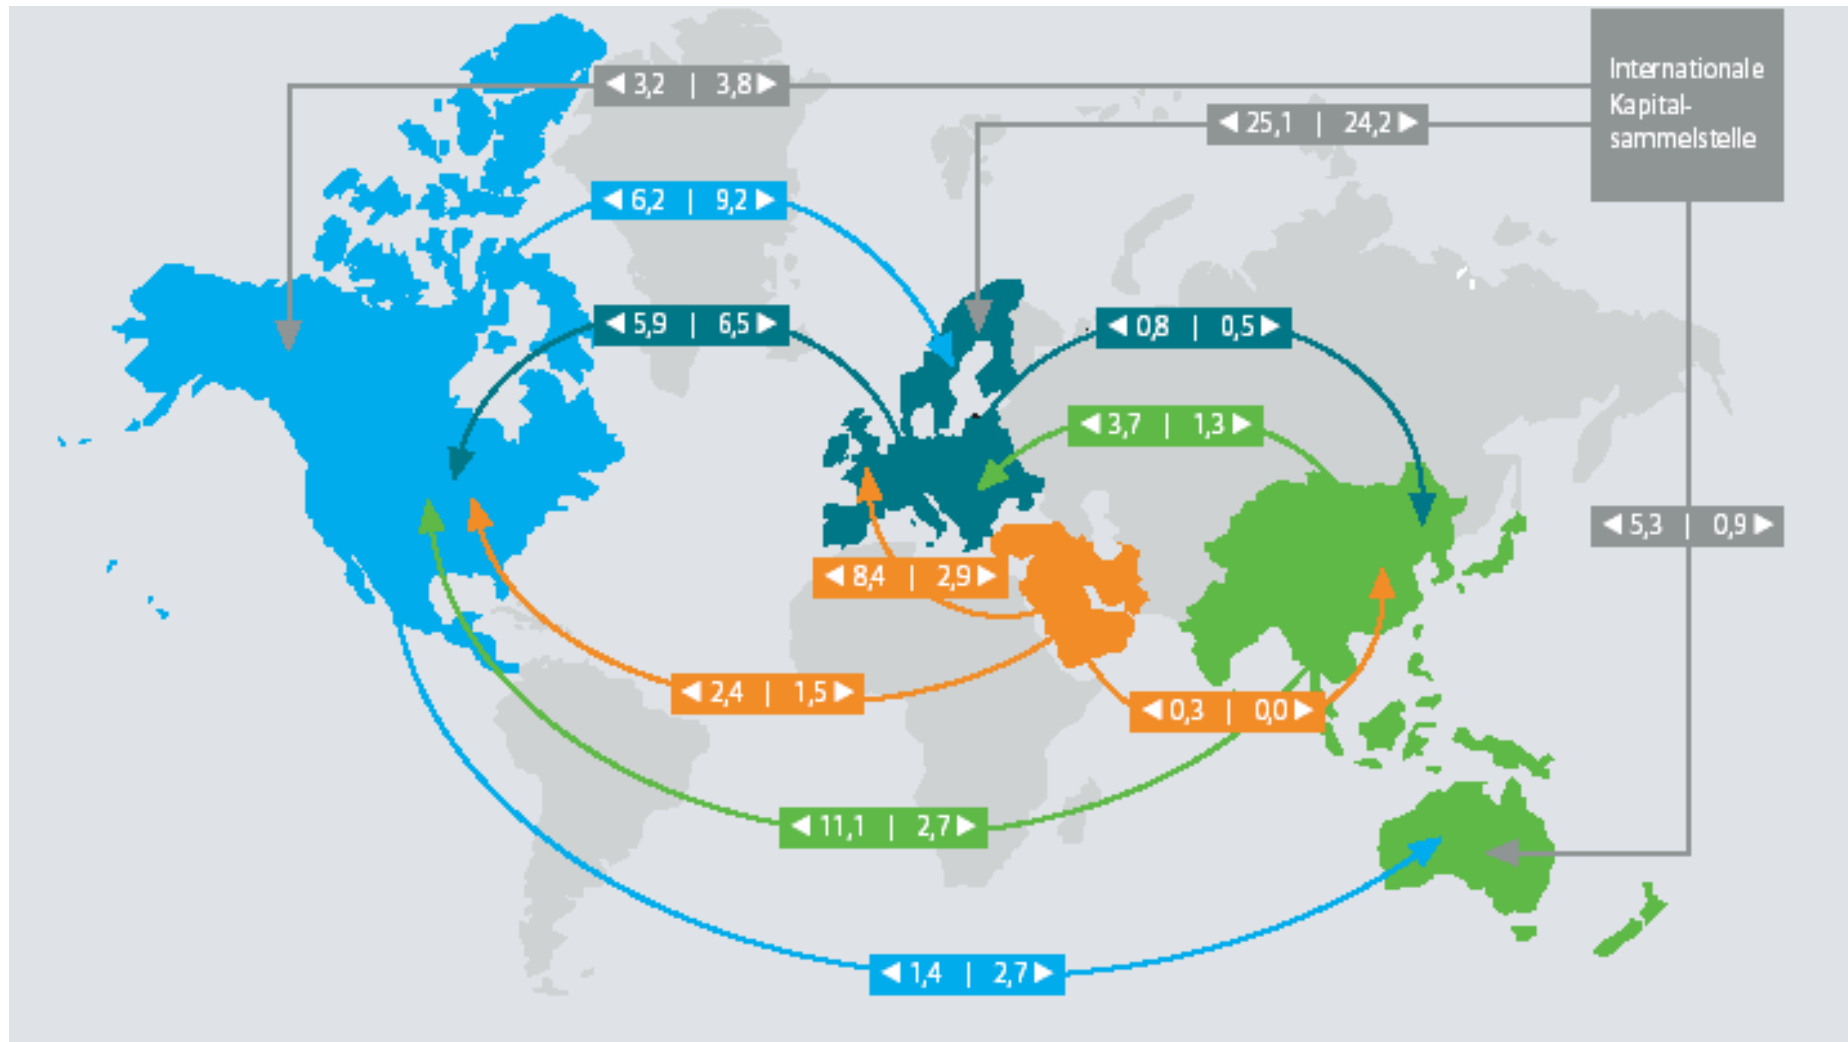 ◀ 3,2 | 3,8 ▶
Internationale
Kapital-
sammelstelle
◀ 25,1 | 24,2 ▶
◀ 6,2 | 9,2 ▶
◀ 5,9 | 6,5 ▶
◀ 0,8 | 0,5 ▶
◀ 3,7 | 1,3 ▶
◀ 5,3 | 0,9 ▶
◀ 8,4 | 2,9 ▶
◀ 2,4 | 1,5 ▶
◀ 0,3 | 0,0 ▶
◀ 11,1 | 2,7 ▶
◀ 1,4 | 2,7 ▶